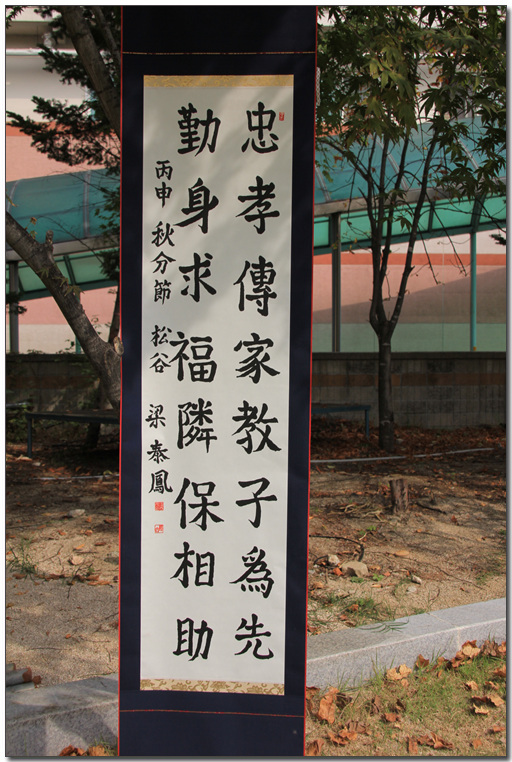 忠孝傳家教子爲先
勤身求福隣保相助
丙申 秋分節 松谷 梁泰鳳